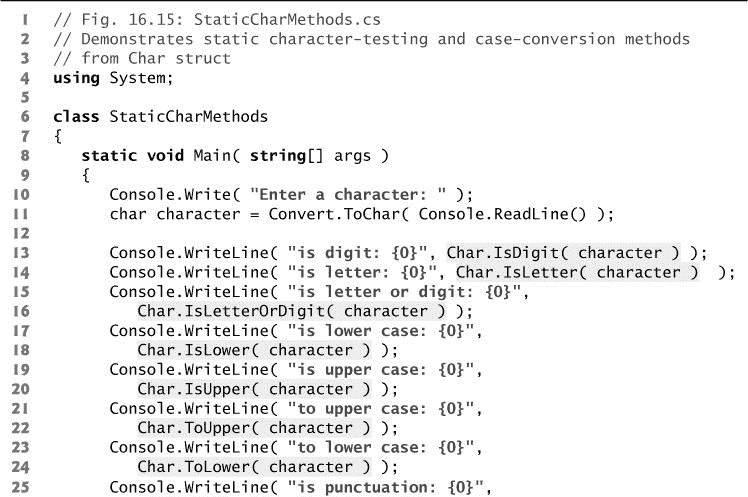 1 // Fig. 16.15: StaticCharMethods.cs
2 // Demonstrates static character-testing and case-conversion methods
3 // from Char struct
4 using System;
5
6 class StaticCharMethods
7 {
8 static void Main( string[] args )
9 {
10 Console.Write( "Enter a character: " );
11 char character = Convert.ToChar( Console.ReadLine() );
12
13 Console.WriteLine( "is digit: {0}", Char.IsDigit( character ) );
14 Console.WriteLine( "is letter: {0}", Char.IsLetter( character ) );
15 Console.WriteLine( "is letter or digit: {0}",
16 Char.IsLetterOrDigit( character ) );
17 Console.WriteLine( "is lower case: {0}",
18 Char.IsLower( character ) );
19 Console.WriteLine( "is upper case: {0}",
20 Char.IsUpper( character ) );
21 Console.WriteLine( "to upper case: {0}",
22 Char.ToUpper( character ) );
23 Console.WriteLine( "to lower case: {0}",
24 Char.ToLower( character ) );
25 Console.WriteLine( "is punctuation: {0}",